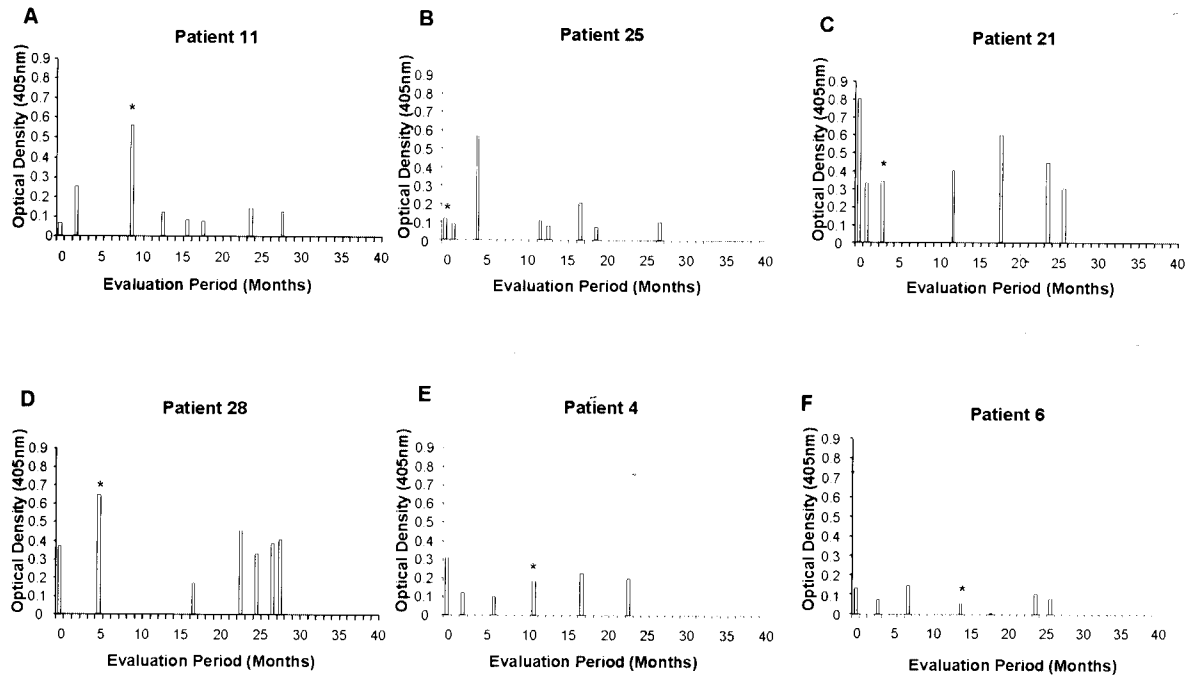 A
Patient 11
Optical Density (405nm)
0.9
0.8
0.7
0.6
0.5
0.4
0.3
0.2
0.1
0
*
0 5 10 15 20 25 30 35 40
Evaluation Period (Months)
B
Patient 25
Optical Density (405nm)
0.9
0.8
0.7
0.6
0.5
0.4
0.3
0.2
0.1
0
*
0 5 10 15 20 25 30 35 40
Evaluation Period (Months)
C
Patient 21
Optical Density (405nm)
0.9
0.8
0.7
0.6
0.5
0.4
0.3
0.2
0.1
0
*
0 5 10 15 20 25 30 35 40
Evaluation Period (Months)
D
Patient 28
Optical Density (405nm)
0.9
0.8
0.7
0.6
0.5
0.4
0.3
0.2
0.1
0
*
0 5 10 15 20 25 30 35 40
Evaluation Period (Months)
E
Patient 4
Optical Density (405nm)
0.9
0.8
0.7
0.6
0.5
0.4
0.3
0.2
0.1
0
*
0 5 10 15 20 25 30 35 40
Evaluation Period (Months)
F
Patient 6
Optical Density (405nm)
0.9
0.8
0.7
0.6
0.5
0.4
0.3
0.2
0.1
0
*
0 5 10 15 20 25 30 35 40
Evaluation Period (Months)